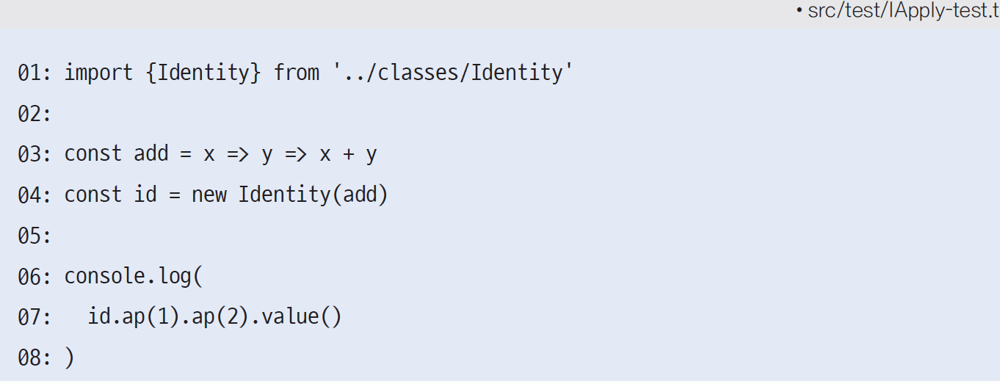 • src/test/IApply-test.t
01: import {Identity} from '../classes/Identity'
02:
03: const add = x => y => x + y
04: const id = new Identity(add)
05:
06: console.log(
07:   id.ap(1).ap(2).value()
08: )